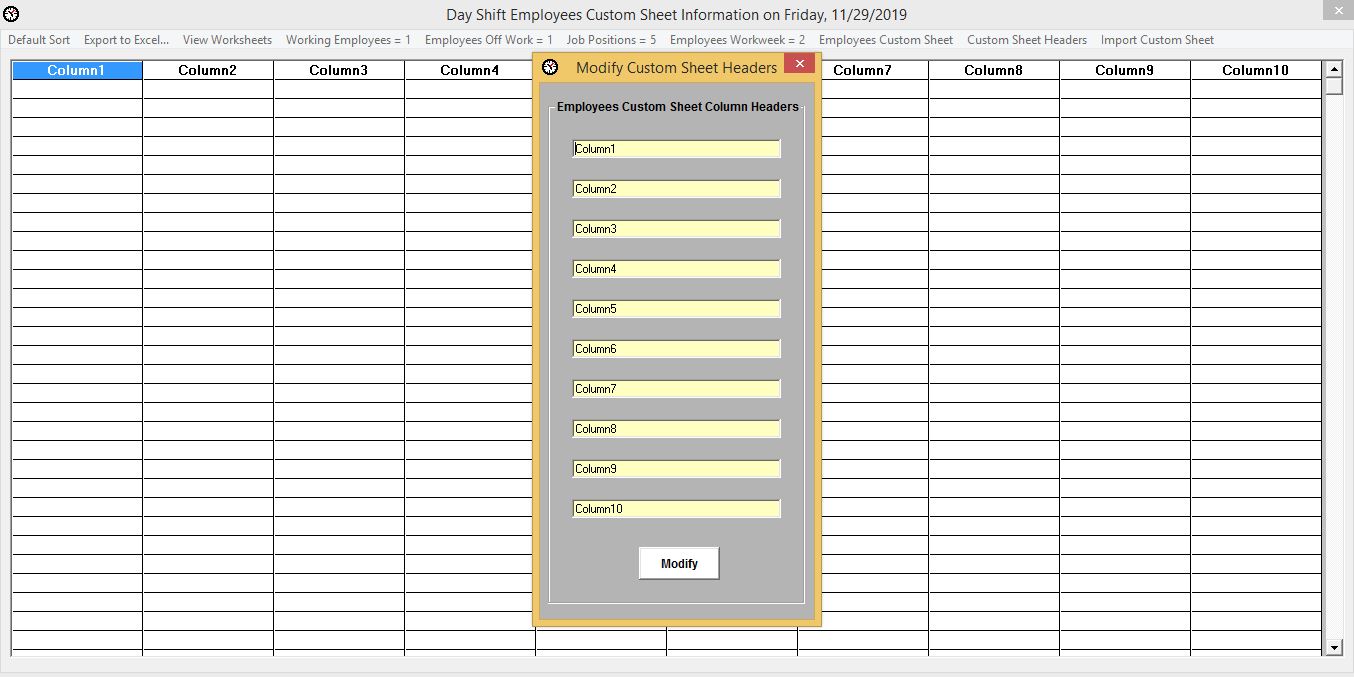 Day Shift Employees Custom Sheet Information on Friday, 11/29/2019
Default Sort Export to Excel... View Worksheets Working Employees = 1 Employees Off Work = 1 Job Positions = 5 Employees Workweek = 2 Employees Custom Sheet Custom Sheet Headers Import Custom Sheet
Column1 Column2 Column3 Column4 Column7 Column8 Column9 Column10
Modify Custom Sheet Headers
Employees Custom Sheet Column Headers
Column1
Column2
Column3
Column4
Column5
Column6
Column7
Column8
Column9
Column10
Modify